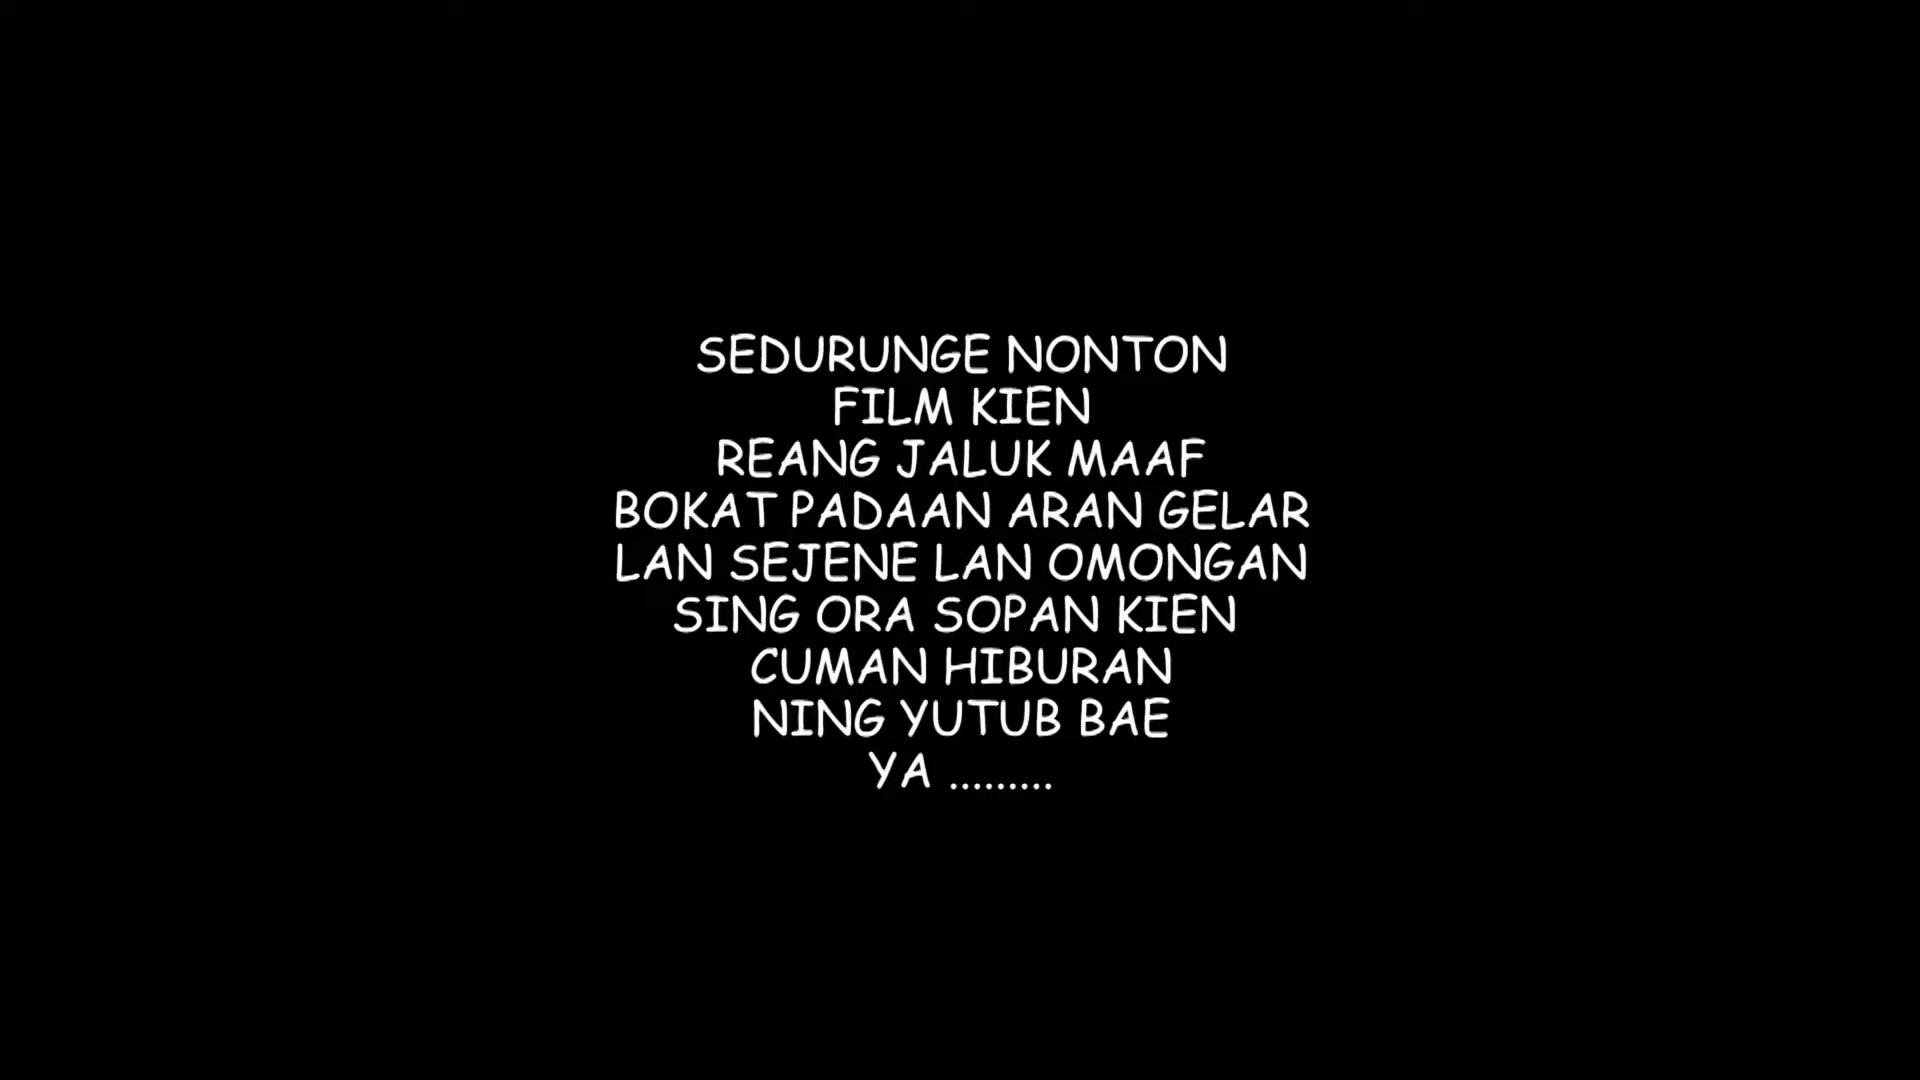 SEDURUNGE NONTON
FILM KIEN
REANG JALUK MAAF
BOKAT PADAAN ARAN GELAR
LAN SEJENE LAN OMONGAN
SING ORA SOPAN KIEN
CUMAN HIBURAN
NING YUTUB BAE
YA .........